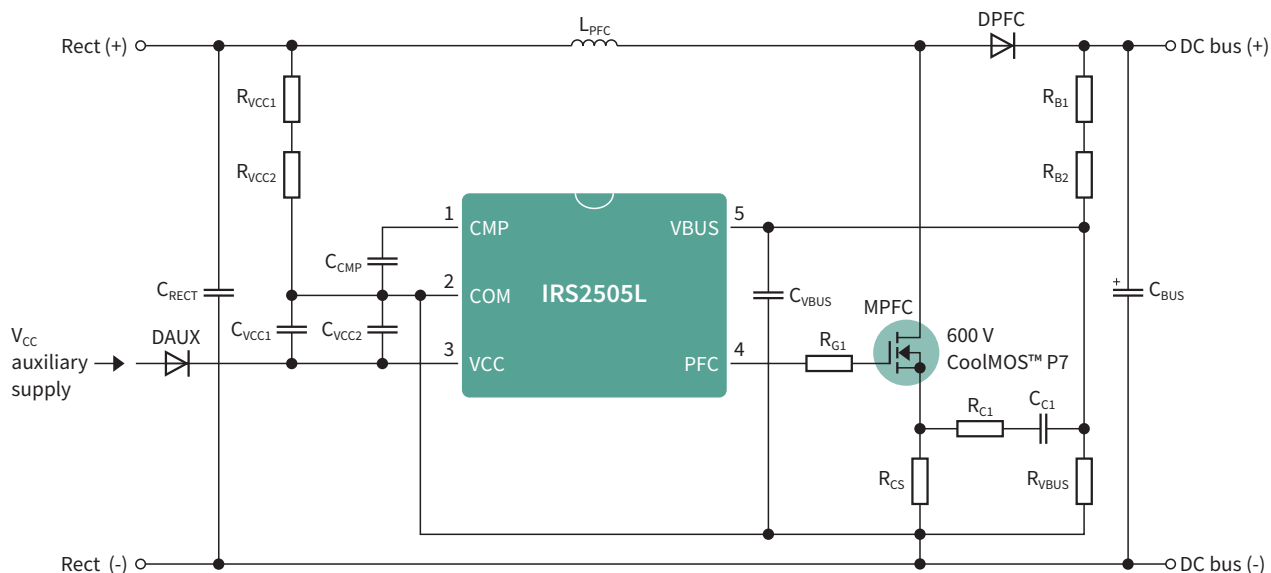 LPFC
DPFC
Rect (+)
DC bus (+)
RVCC1
RB1
RVCC2
RB2
1
CMP
VBUS
5
CCMP
2
COM
IRS2505L
CRECT
CVBUS
+
CBUS
MPFC
VCC
auxiliary
supply
DAUX
CVCC1
CVCC2
3
VCC
PFC
4
RG1
600 V
CoolMOS™ P7
RC1
CC1
RCS
RVBUS
Rect (-)
DC bus (-)